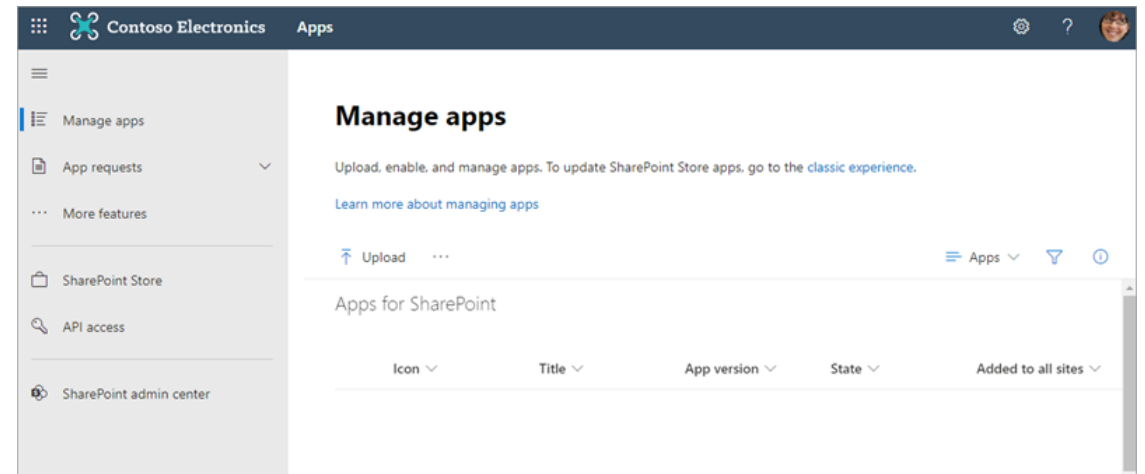 Contoso Electronics Apps ?
Manage apps
App requests
More features
SharePoint Store
API access
SharePoint admin center
Manage apps
Upload, enable, and manage apps. To update SharePoint Store apps, go to the classic experience.
Learn more about managing apps
Upload ··· Apps
Apps for SharePoint
Icon Title App version State Added to all sites